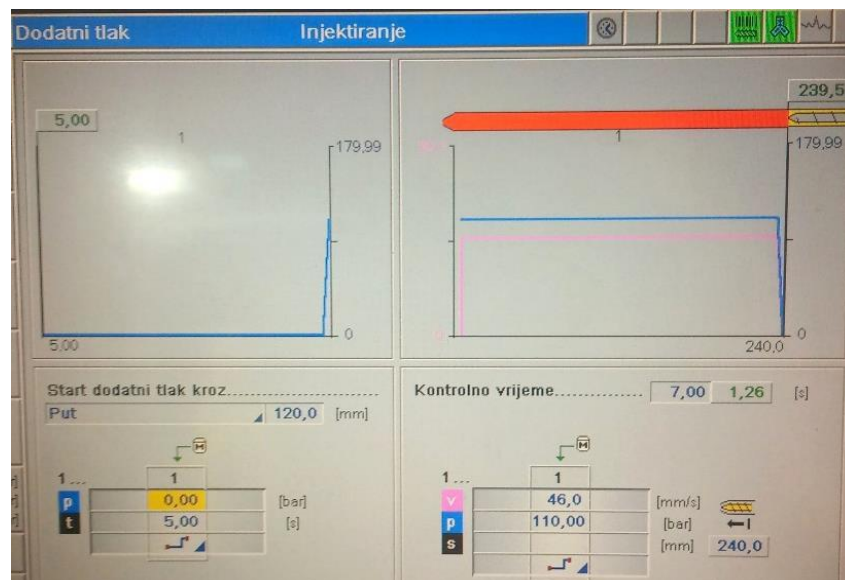 Dodatni tlak
Injektiranje
5,00
1
179,99
0
5,00
239,5
1
179,99
0
240,0
Start dodatni tlak kroz
Put 120,0 [mm]
M
1 ... 1
p 0,00 [bar]
t 5,00 [s]
Kontrolno vrijeme 7,00 1,26 [s]
M
1 ... 1
v 46,0 [mm/s]
p 110,00 [bar]
s [mm] 240,0